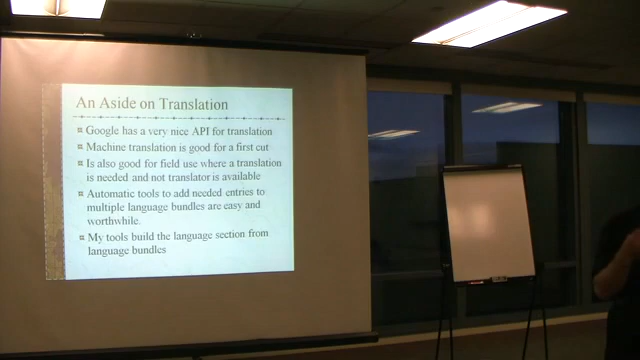 An Aside on Translation
Google has a very nice API for translation
Machine translation is good for a first cut
Is also good for field use where a translation
is needed and not translator is available
Automatic tools to add needed entries to
multiple language bundles are easy and
worthwhile.
My tools build the language section from
language bundles